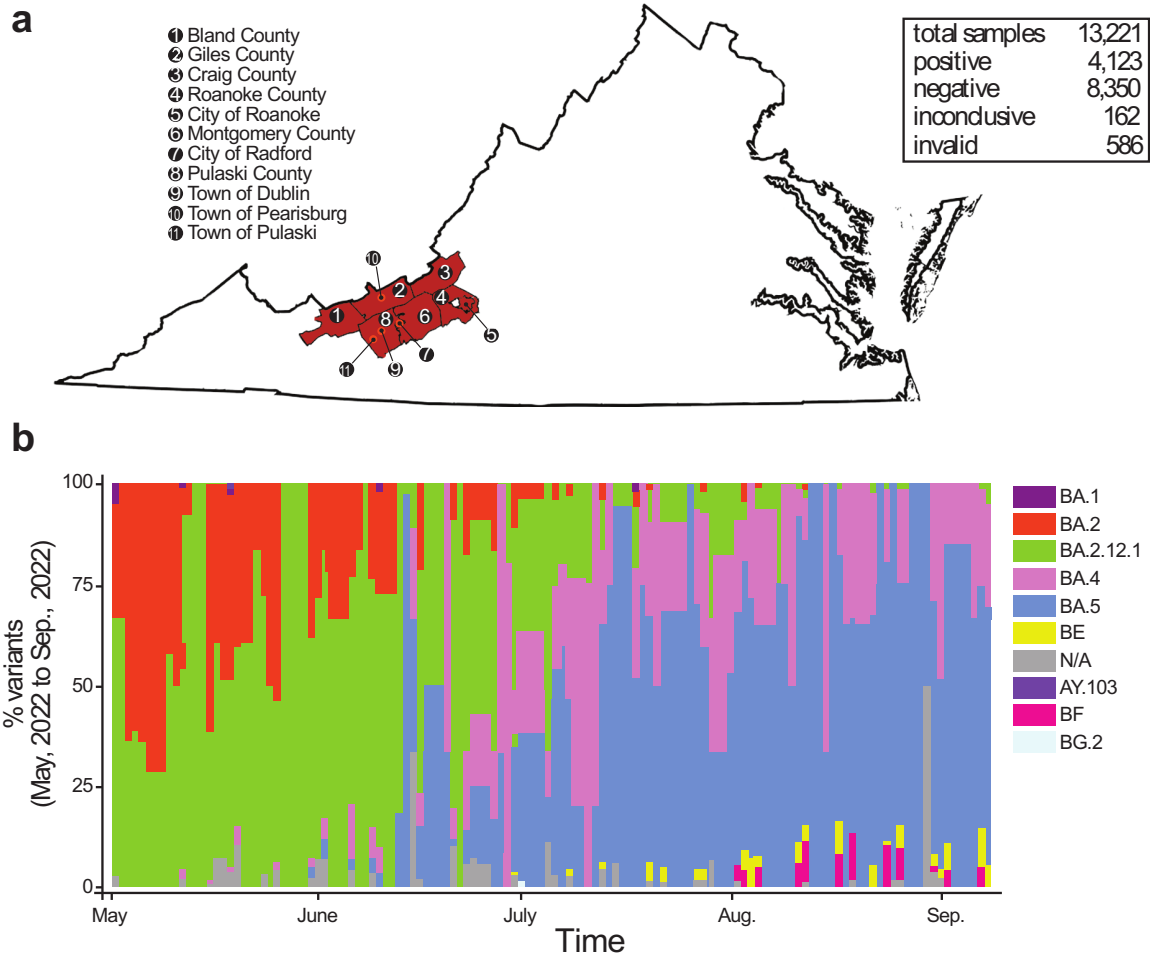 a
❶ Bland County
❷ Giles County
❸ Craig County
❹ Roanoke County
❺ City of Roanoke
❻ Montgomery County
❼ City of Radford
❽ Pulaski County
❾ Town of Dublin
❿ Town of Pearisburg
⓫ Town of Pulaski
total samples 13,221
positive 4,123
negative 8,350
inconclusive 162
invalid 586
10
3
2
4
1
8
6
5
7
11
9
b
% variants
(May, 2022 to Sep., 2022)
100
75
50
25
0
May June July Aug. Sep.
Time
BA.1
BA.2
BA.2.12.1
BA.4
BA.5
BE
N/A
AY.103
BF
BG.2